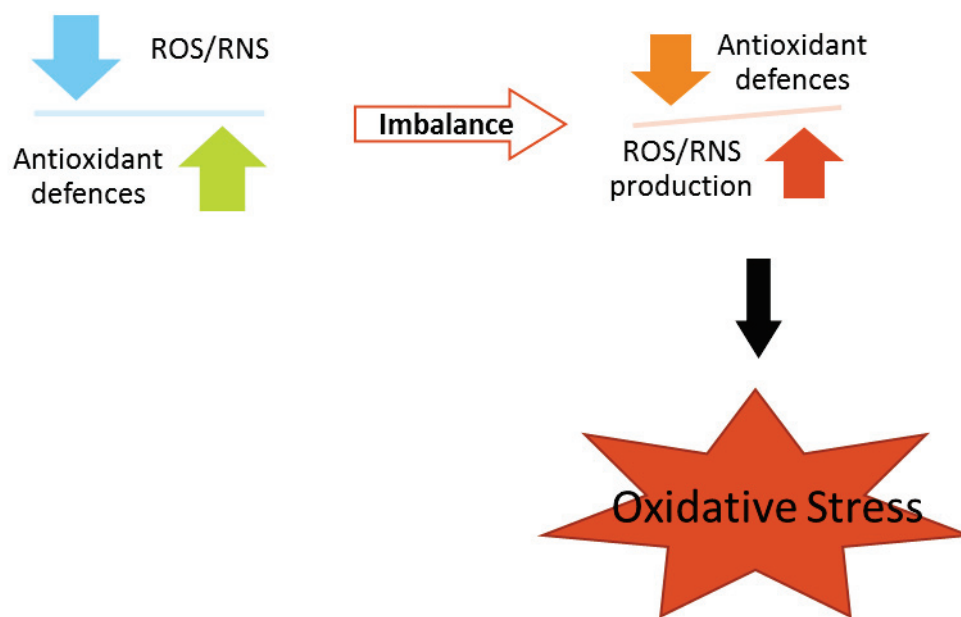 ROS/RNS
Antioxidant
defences
Imbalance
Antioxidant
defences
ROS/RNS
production
Oxidative Stress